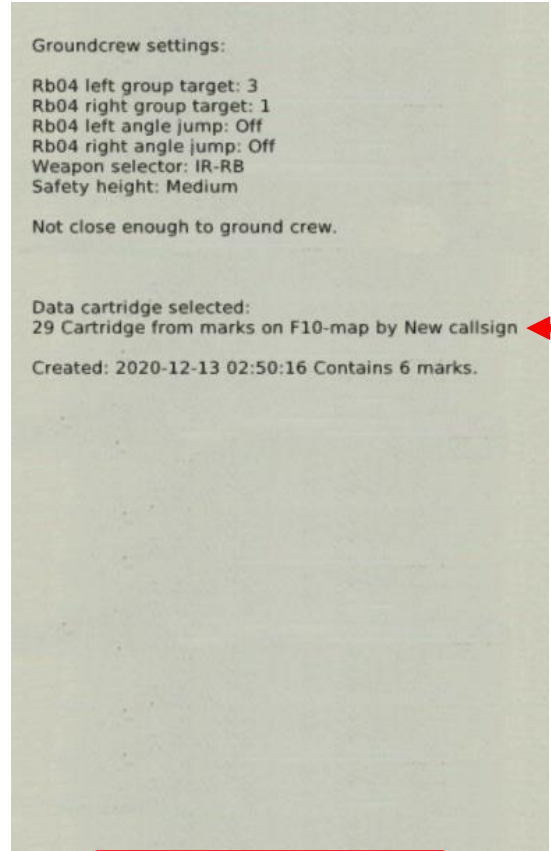 Groundcrew settings:
Rb04 left group target: 3
Rb04 right group target: 1
Rb04 left angle jump: Off
Rb04 right angle jump: Off
Weapon selector: IR-RB
Safety height: Medium
Not close enough to ground crew.
Data cartridge selected:
29 Cartridge from marks on F10-map by New callsign
Created: 2020-12-13 02:50:16 Contains 6 marks.